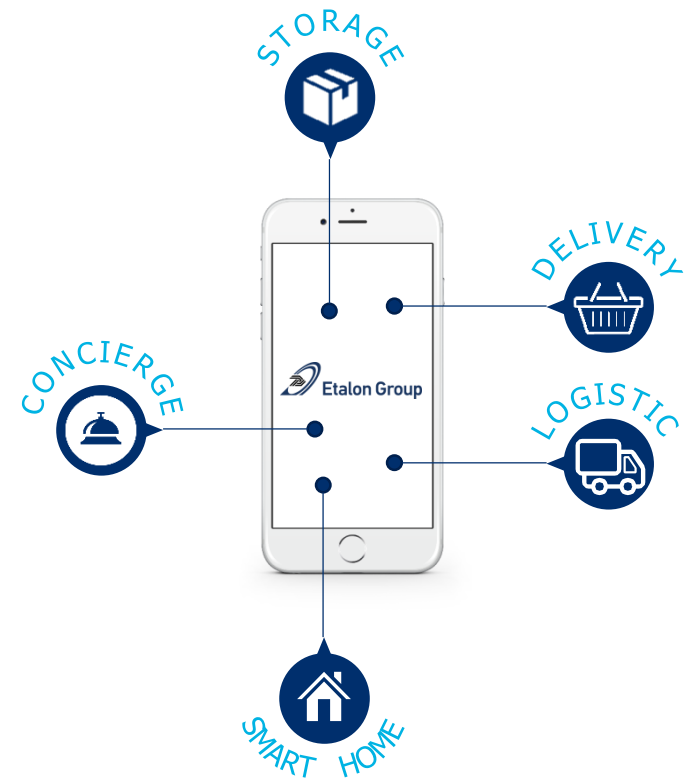 STORAGE
DELIVERY
CONCIERGE
Etalon Group
LOGISTIC
SMART HOME